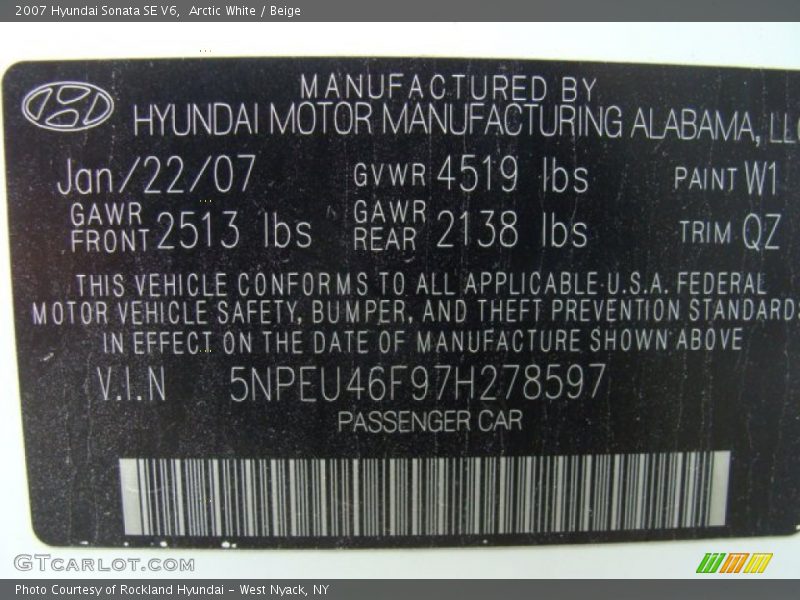 2007 Hyundai Sonata SE V6,  Arctic White / Beige
MANUFACTURED BY
HYUNDAI MOTOR MANUFACTURING ALABAMA, LLC
Jan/22/07 GVWR 4519 lbs PAINT W1
GAWR FRONT 2513 lbs GAWR REAR 2138 lbs TRIM QZ
THIS VEHICLE CONFORMS TO ALL APPLICABLE U.S.A. FEDERAL
MOTOR VEHICLE SAFETY, BUMPER, AND THEFT PREVENTION STANDARDS
IN EFFECT ON THE DATE OF MANUFACTURE SHOWN ABOVE
V.I.N 5NPEU46F97H278597
PASSENGER CAR
GTCARLOT.COM
Photo Courtesy of Rockland Hyundai - West Nyack, NY